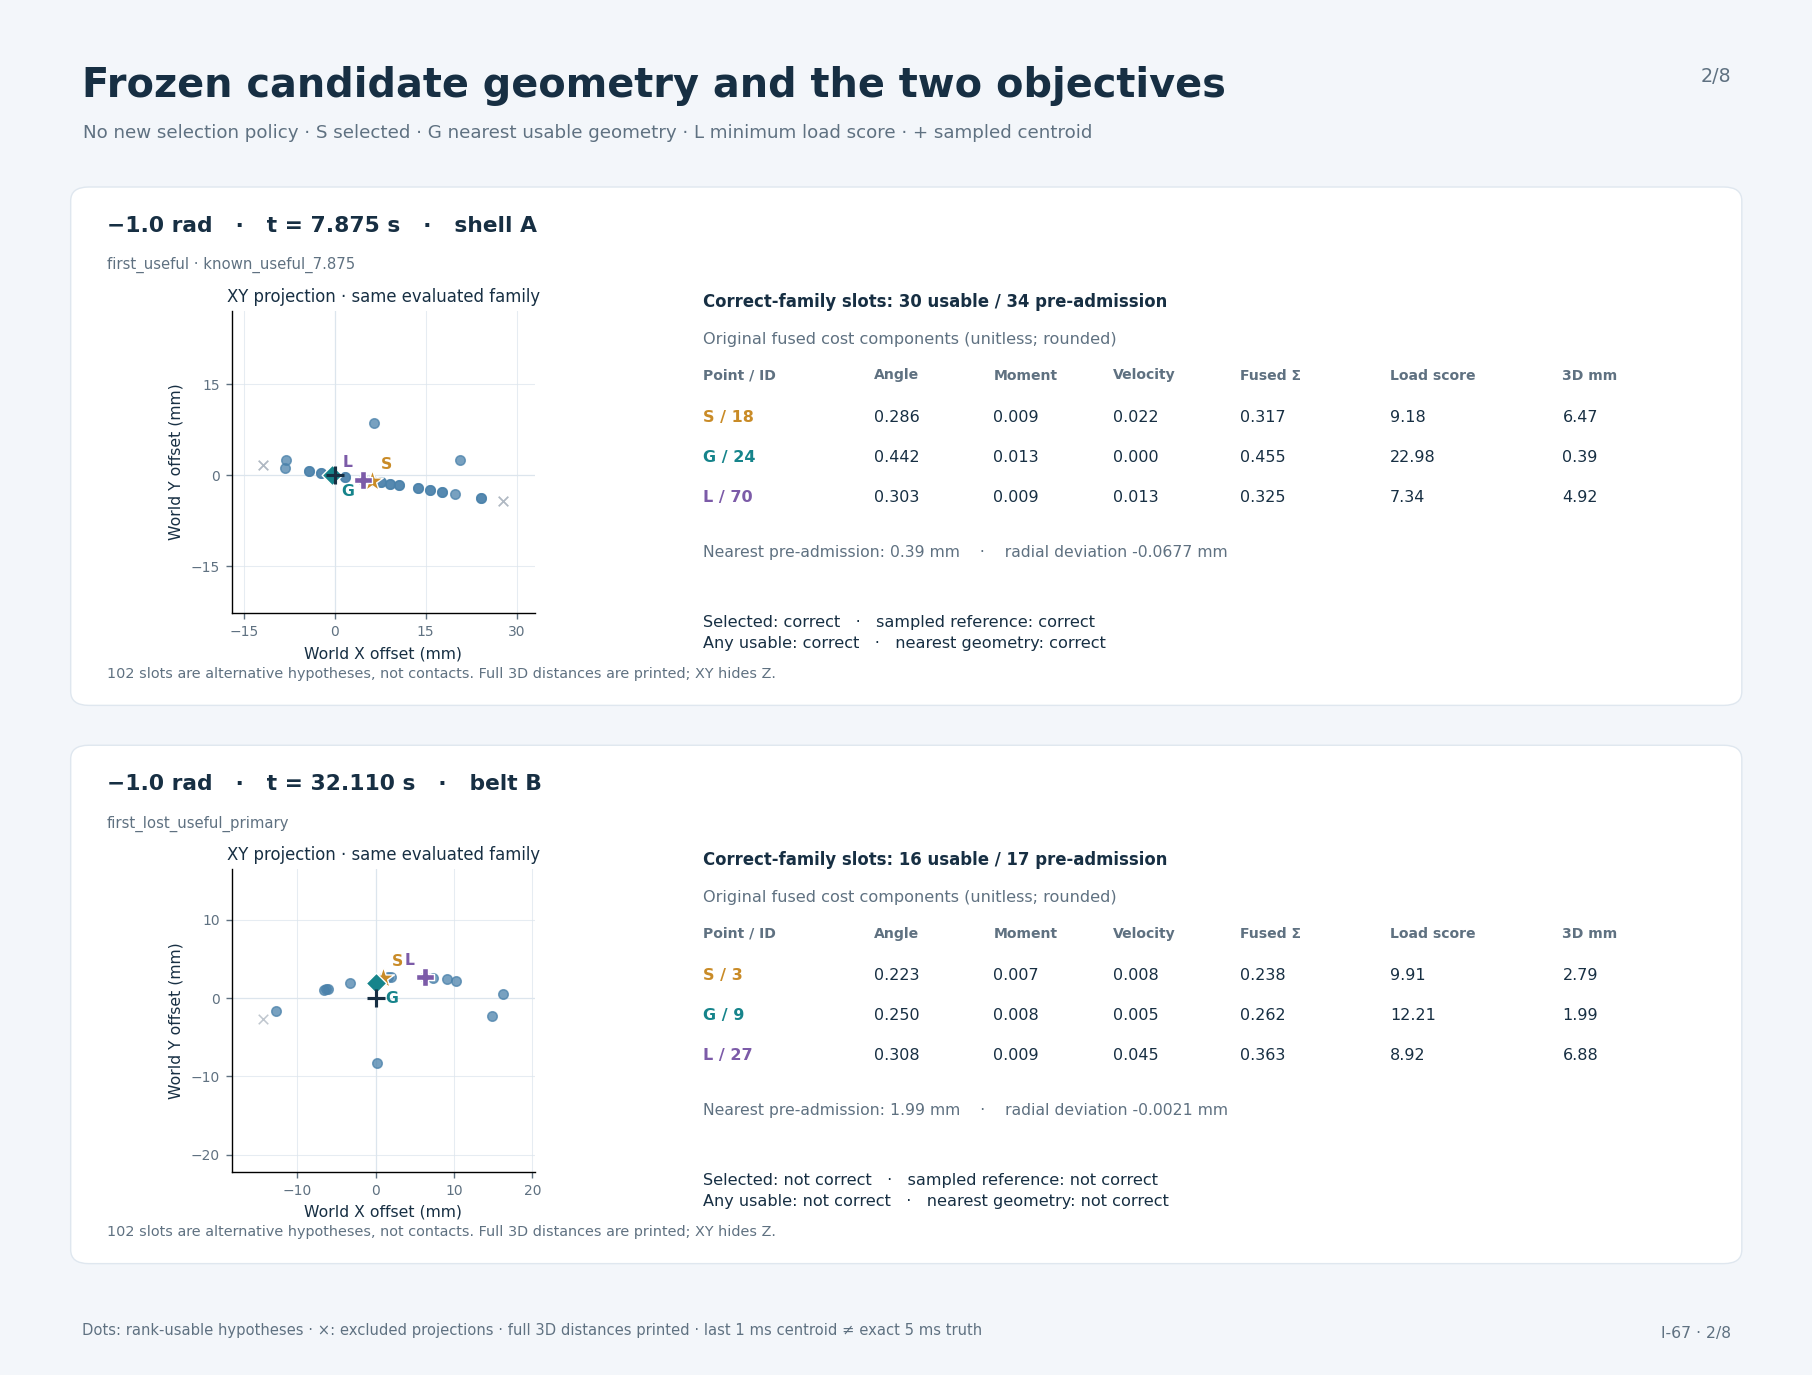 Frozen candidate geometry and the two objectives
2/8
No new selection policy · S selected · G nearest usable geometry · L minimum load score · + sampled centroid
−1.0 rad · t = 7.875 s · shell A
first_useful · known_useful_7.875
XY projection · same evaluated family
World Y offset (mm)
15
0
−15
L
S
G
−15 0 15 30
World X offset (mm)
Correct-family slots: 30 usable / 34 pre-admission
Original fused cost components (unitless; rounded)
Point / ID Angle Moment Velocity Fused Σ Load score 3D mm
S / 18 0.286 0.009 0.022 0.317 9.18 6.47
G / 24 0.442 0.013 0.000 0.455 22.98 0.39
L / 70 0.303 0.009 0.013 0.325 7.34 4.92
Nearest pre-admission: 0.39 mm · radial deviation -0.0677 mm
Selected: correct · sampled reference: correct
Any usable: correct · nearest geometry: correct
102 slots are alternative hypotheses, not contacts. Full 3D distances are printed; XY hides Z.
−1.0 rad · t = 32.110 s · belt B
first_lost_useful_primary
XY projection · same evaluated family
World Y offset (mm)
10
0
−10
−20
S L
G
−10 0 10 20
World X offset (mm)
Correct-family slots: 16 usable / 17 pre-admission
Original fused cost components (unitless; rounded)
Point / ID Angle Moment Velocity Fused Σ Load score 3D mm
S / 3 0.223 0.007 0.008 0.238 9.91 2.79
G / 9 0.250 0.008 0.005 0.262 12.21 1.99
L / 27 0.308 0.009 0.045 0.363 8.92 6.88
Nearest pre-admission: 1.99 mm · radial deviation -0.0021 mm
Selected: not correct · sampled reference: not correct
Any usable: not correct · nearest geometry: not correct
102 slots are alternative hypotheses, not contacts. Full 3D distances are printed; XY hides Z.
Dots: rank-usable hypotheses · ×: excluded projections · full 3D distances printed · last 1 ms centroid ≠ exact 5 ms truth
I-67 · 2/8